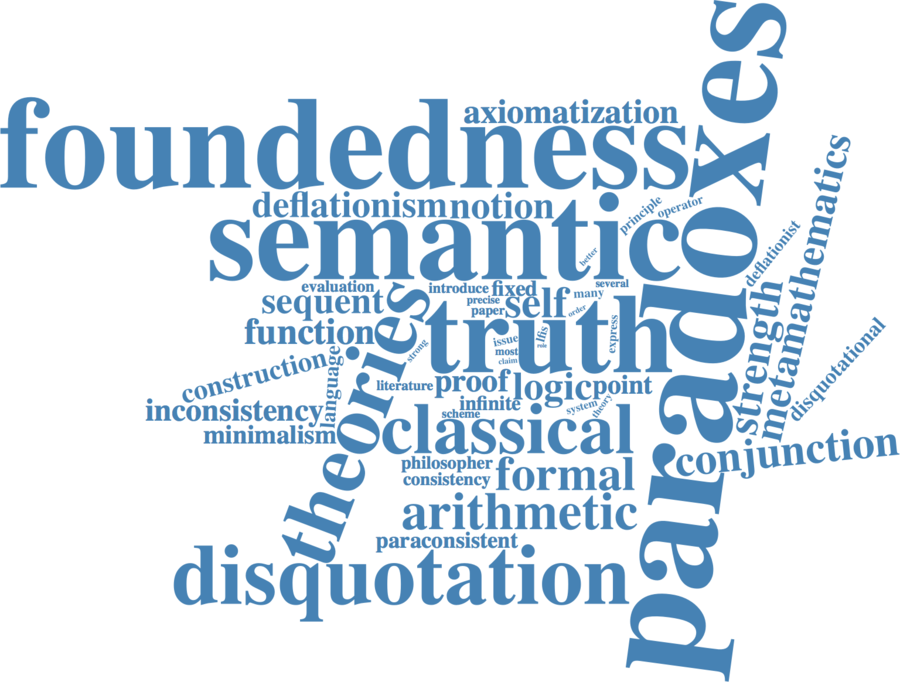 paradoxes
axiomatization
foundedness
metamathematics
deflationism
notion
principle
operator
semantic
better
deflationist
evaluation
introduce
fixed
several
many
sequent
precise
self
paper
order
strength
function
theories
truth
issue
lfis
rule
express
most
claim
strong
disquotational
construction
language
literature
proof
logic
point
inconsistency
infinite
system
theory
scheme
minimalism
classical
conjunction
philosopher
consistency
formal
arithmetic
paraconsistent
disquotation